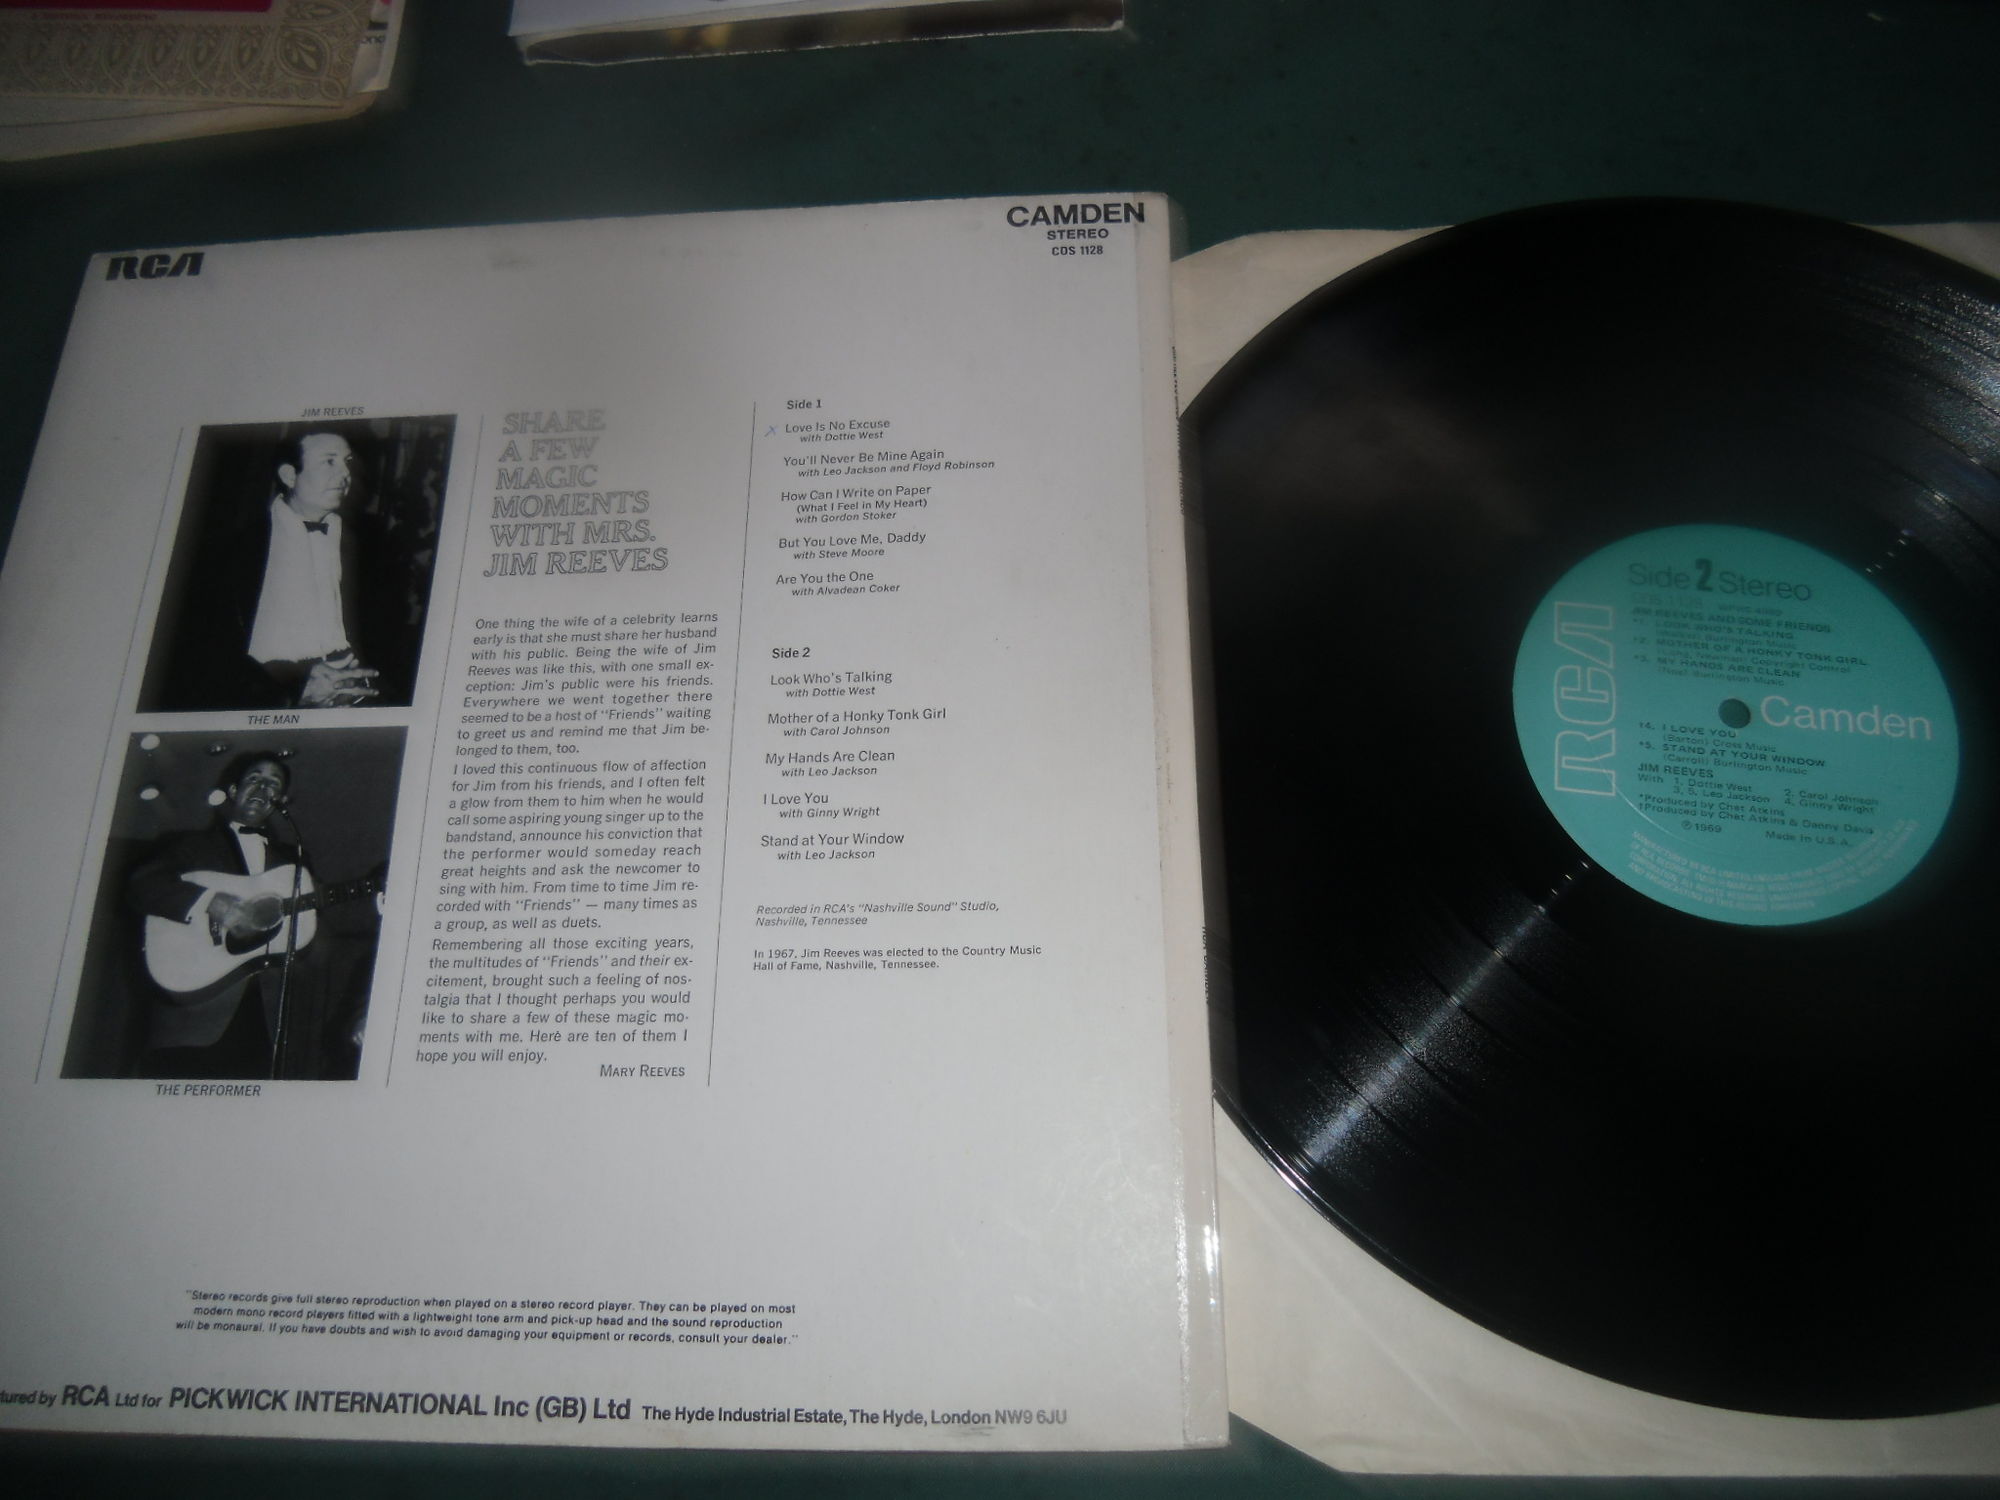 RCA
CAMDEN
STEREO
CDS 1128
JIM REEVES
THE MAN
THE PERFORMER
SHARE
A FEW
MAGIC
MOMENTS
WITH MRS.
JIM REEVES
One thing the wife of a celebrity learns
early is that she must share her husband
with his public. Being the wife of Jim
Reeves was like this, with one small ex-
ception: Jim's public were his friends.
Everywhere we went together there
seemed to be a host of "Friends" waiting
to greet us and remind me that Jim be-
longed to them, too.
I loved this continuous flow of affection
for Jim from his friends, and I often felt
a glow from them to him when he would
call some aspiring young singer up to the
bandstand, announce his conviction that
the performer would someday reach
great heights and ask the newcomer to
sing with him. From time to time Jim re-
corded with "Friends" — many times as
a group, as well as duets.
Remembering all those exciting years,
the multitudes of "Friends" and their ex-
citement, brought such a feeling of nos-
talgia that I thought perhaps you would
like to share a few of these magic mo-
ments with me. Here are ten of them I
hope you will enjoy.
MARY REEVES
Side 1
x Love Is No Excuse
with Dottie West
You'll Never Be Mine Again
with Leo Jackson and Floyd Robinson
How Can I Write on Paper
(What I Feel in My Heart)
with Gordon Stoker
But You Love Me, Daddy
with Steve Moore
Are You the One
with Alvadean Coker
Side 2
Look Who's Talking
with Dottie West
Mother of a Honky Tonk Girl
with Carol Johnson
My Hands Are Clean
with Leo Jackson
I Love You
with Ginny Wright
Stand at Your Window
with Leo Jackson
Recorded in RCA's "Nashville Sound" Studio,
Nashville, Tennessee
In 1967, Jim Reeves was elected to the Country Music
Hall of Fame, Nashville, Tennessee.
"Stereo records give full stereo reproduction when played on a stereo record player. They can be played on most
modern mono record players fitted with a lightweight tone arm and pick-up head and the sound reproduction
will be monaural. If you have doubts and wish to avoid damaging your equipment or records, consult your dealer."
tured by RCA Ltd for PICKWICK INTERNATIONAL Inc (GB) Ltd The Hyde Industrial Estate, The Hyde, London NW9 6JU
Side 2 Stereo
CDS 1128
JIM REEVES AND SOME FRIENDS
*1. LOOK WHO'S TALKING
Burlington Music
†2. MOTHER OF A HONKY TONK GIRL
Copyright Control
*3. MY HANDS ARE CLEAN
Burlington Music
RCA
Camden
†4. I LOVE YOU
(Barton) Cross Music
*5. STAND AT YOUR WINDOW
(Carroll) Burlington Music
JIM REEVES
With 1. Dottie West 2. Carol Johnson
3, 5. Leo Jackson 4. Ginny Wright
*Produced by Chet Atkins
†Produced by Chet Atkins & Danny Davis
℗ 1969 Made in U.S.A.